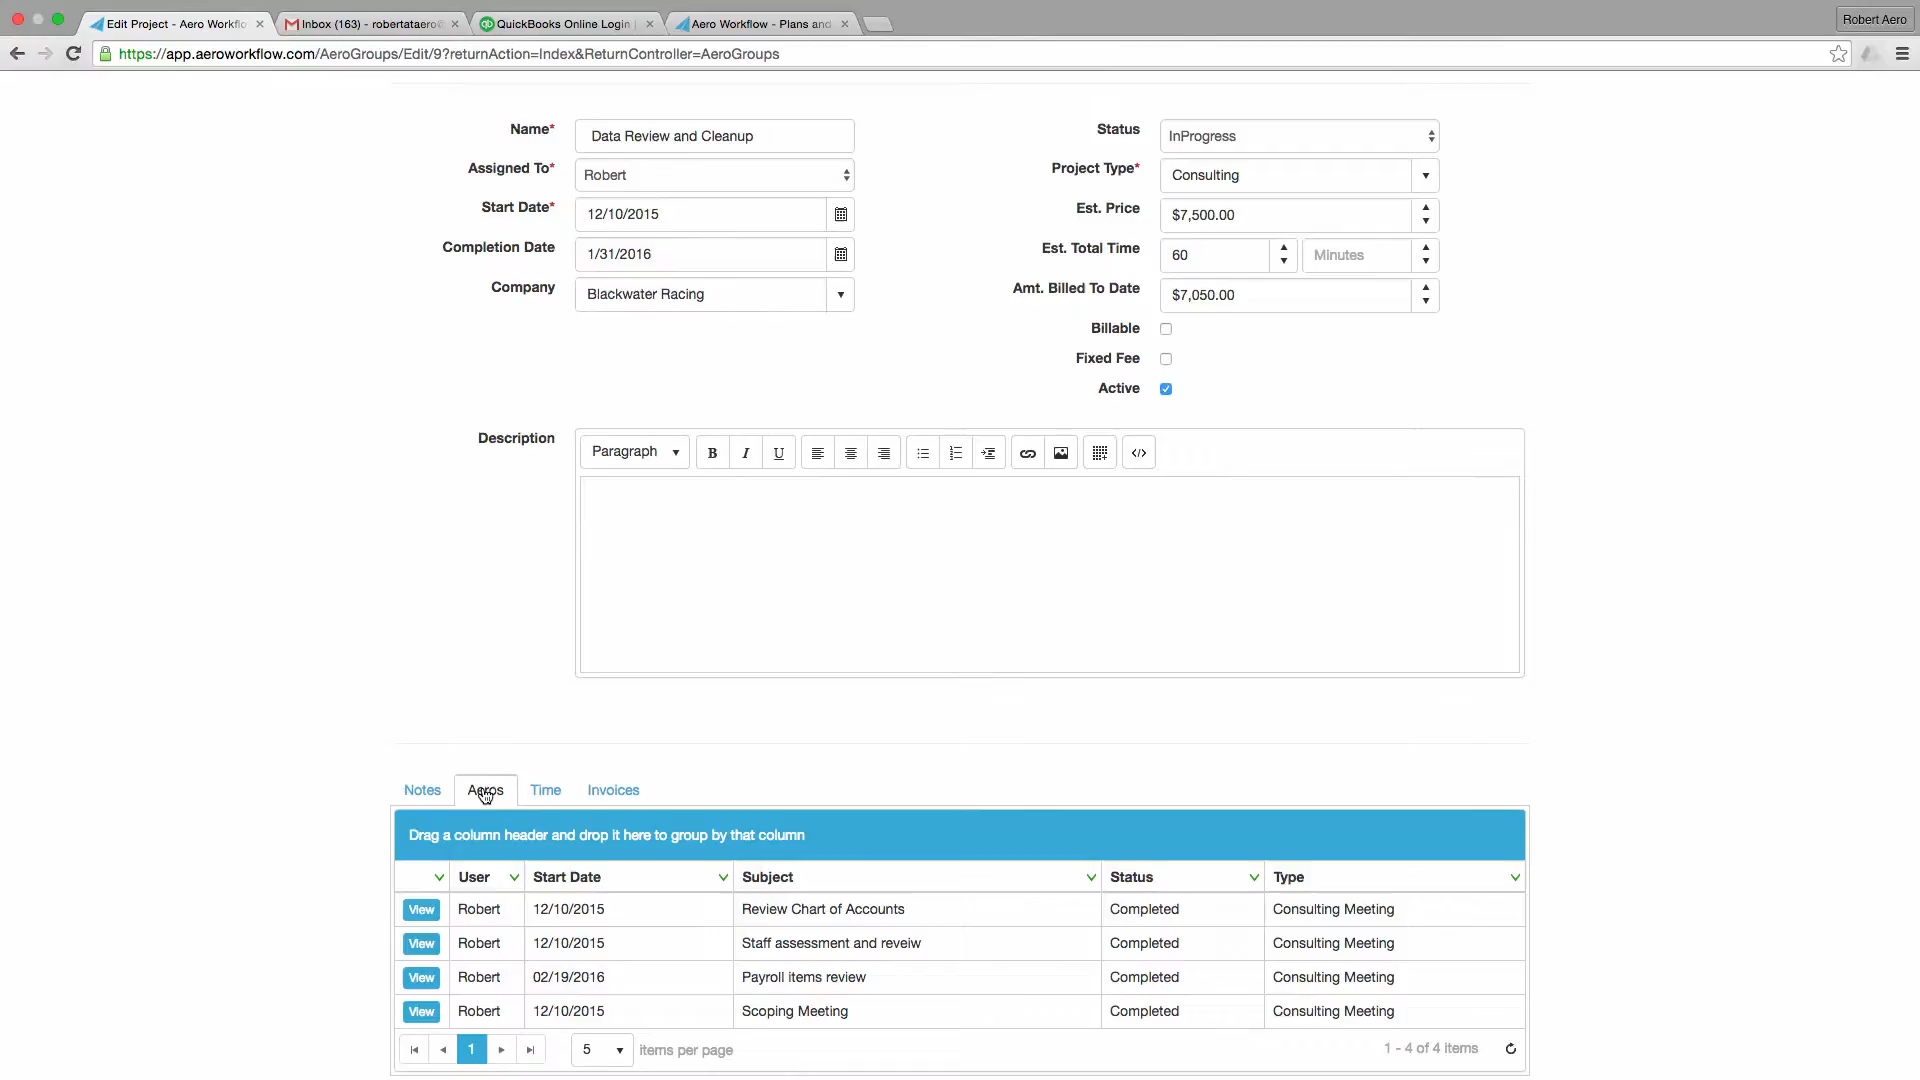 Edit Project - Aero Workflo
Inbox (163) - robertataero@
QuickBooks Online Login
Aero Workflow - Plans and
Robert Aero
https://app.aeroworkflow.com/AeroGroups/Edit/9?returnAction=Index&ReturnController=AeroGroups
Name* Data Review and Cleanup
Status InProgress
Assigned To* Robert
Project Type* Consulting
Start Date* 12/10/2015
Est. Price $7,500.00
Completion Date 1/31/2016
Est. Total Time 60 Minutes
Company Blackwater Racing
Amt. Billed To Date $7,050.00
Billable
Fixed Fee
Active
Description
Paragraph B I U
Notes Aeros Time Invoices
Drag a column header and drop it here to group by that column
User Start Date Subject Status Type
View Robert 12/10/2015 Review Chart of Accounts Completed Consulting Meeting
View Robert 12/10/2015 Staff assessment and reveiw Completed Consulting Meeting
View Robert 02/19/2016 Payroll items review Completed Consulting Meeting
View Robert 12/10/2015 Scoping Meeting Completed Consulting Meeting
1 5 items per page 1 - 4 of 4 items